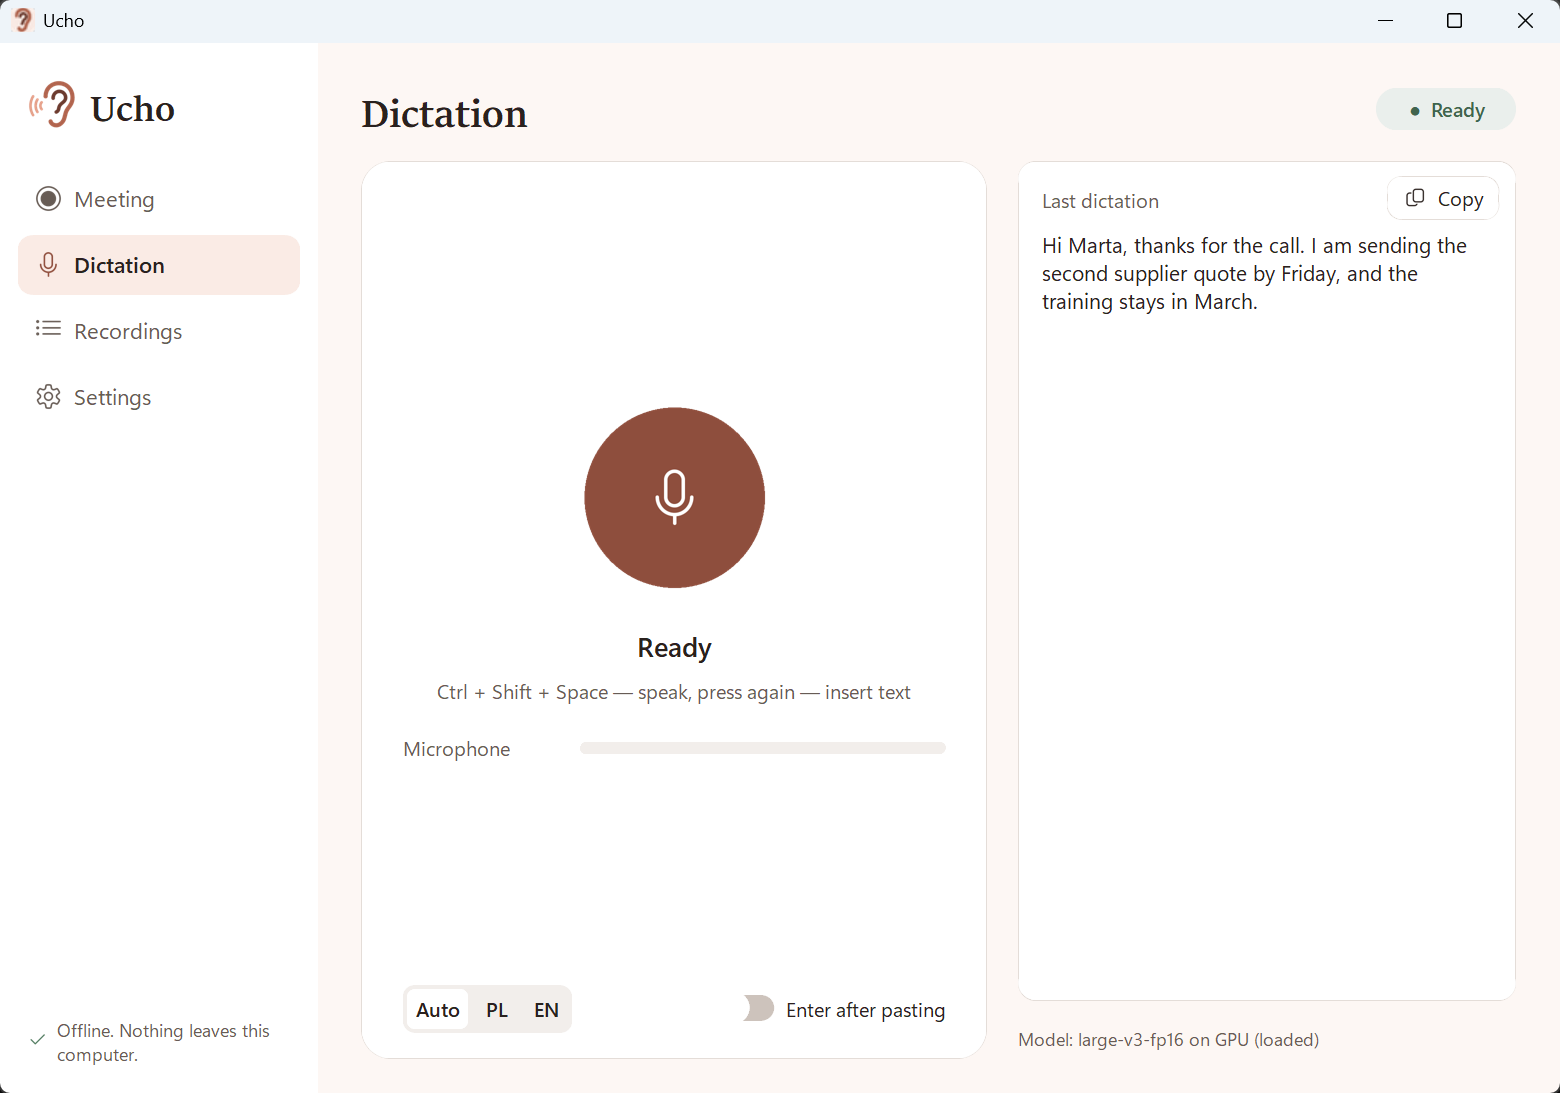 Ucho
Ucho
Meeting
Dictation
Recordings
Settings
Offline. Nothing leaves this
computer.
Dictation
Ready
Ready
Ctrl + Shift + Space — speak, press again — insert text
Microphone
Auto PL EN
Enter after pasting
Last dictation
Copy
Hi Marta, thanks for the call. I am sending the
second supplier quote by Friday, and the
training stays in March.
Model: large-v3-fp16 on GPU (loaded)